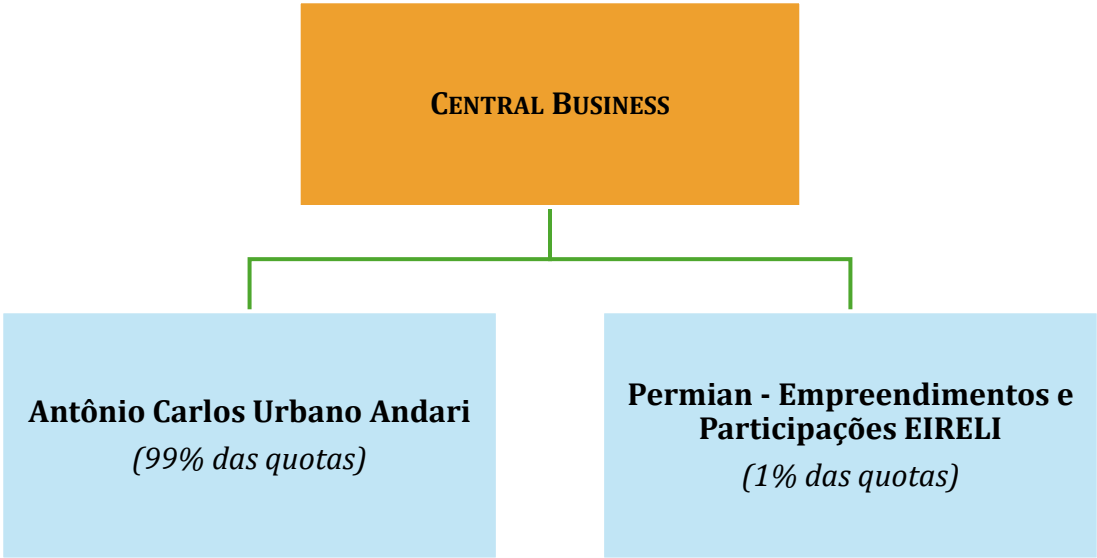 CENTRAL BUSINESS
Antônio Carlos Urbano Andari
(99% das quotas)
Permian - Empreendimentos e
Participações EIRELI
(1% das quotas)